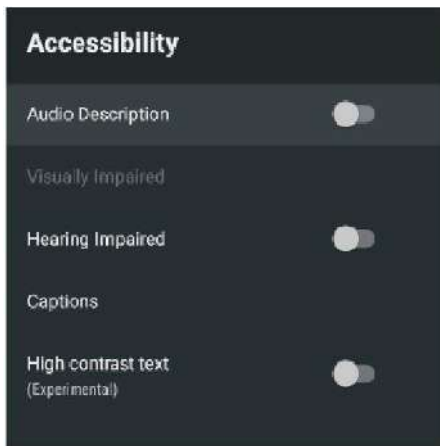 Accessibility
Audio Description
Visually Impaired
Hearing Impaired
Captions
High contrast text
(Experimental)